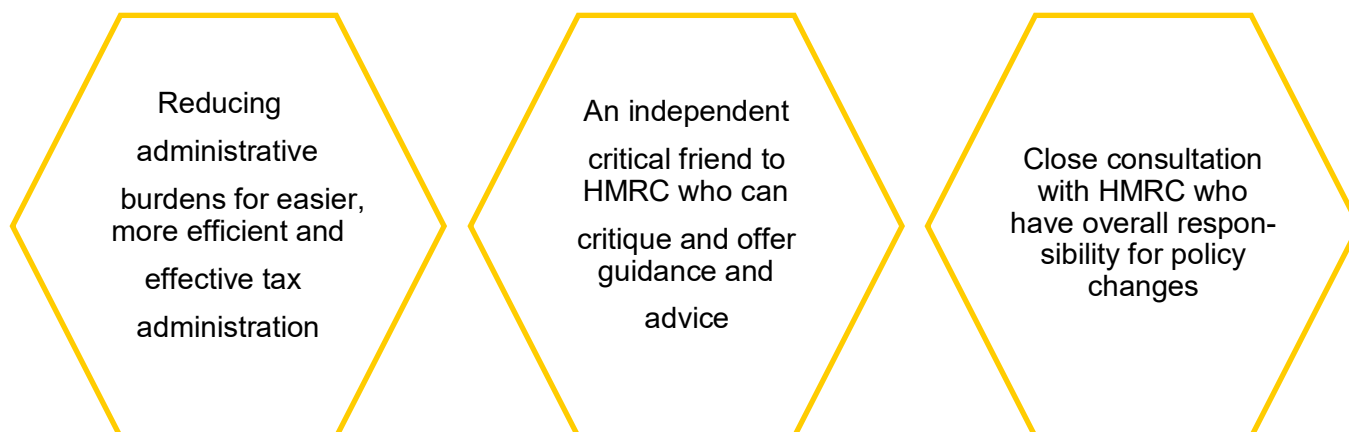 Reducing
administrative
burdens for easier,
more efficient and
effective tax
administration
An independent
critical friend to
HMRC who can
critique and offer
guidance and
advice
Close consultation
with HMRC who
have overall respon-
sibility for policy
changes